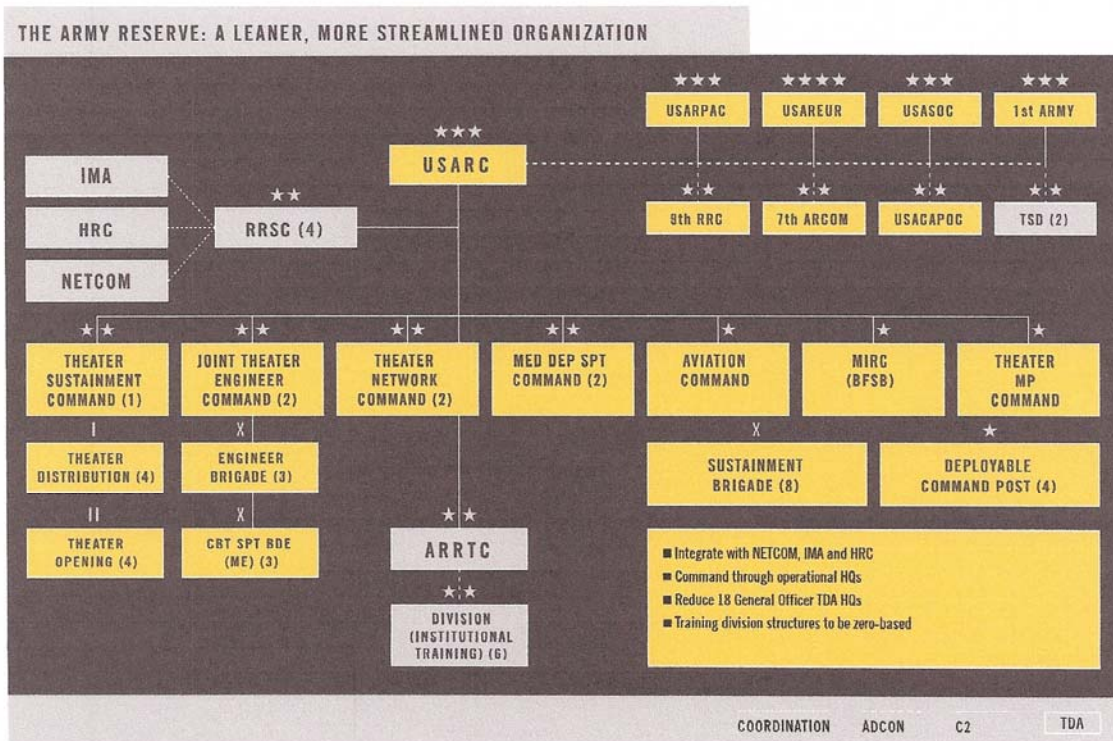 THE ARMY RESERVE: A LEANER, MORE STREAMLINED ORGANIZATION
USARPAC
USAREUR
USASOC
1st ARMY
USARC
IMA
HRC
NETCOM
RRSC (4)
9th RRC
7th ARCOM
USACAPOC
TSD (2)
THEATER
SUSTAINMENT
COMMAND (1)
JOINT THEATER
ENGINEER
COMMAND (2)
THEATER
NETWORK
COMMAND (2)
MED DEP SPT
COMMAND (2)
AVIATION
COMMAND
MIRC
(BFSB)
THEATER
MP
COMMAND
I
THEATER
DISTRIBUTION (4)
X
ENGINEER
BRIGADE (3)
X
SUSTAINMENT
BRIGADE (8)
DEPLOYABLE
COMMAND POST (4)
II
THEATER
OPENING (4)
X
CBT SPT BDE
(ME) (3)
ARRTC
DIVISION
(INSTITUTIONAL
TRAINING) (6)
■ Integrate with NETCOM, IMA and HRC
■ Command through operational HQs
■ Reduce 18 General Officer TDA HQs
■ Training division structures to be zero-based
COORDINATION
ADCON
C2
TDA